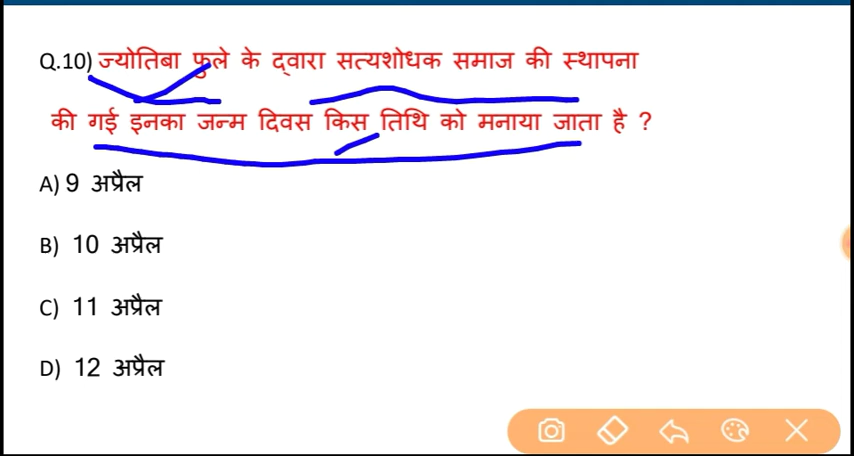 Q.10) ज्योतिबा फुले के द्वारा सत्यशोधक समाज की स्थापना
की गई इनका जन्म दिवस किस तिथि को मनाया जाता है ?
A) 9 अप्रैल
B) 10 अप्रैल
C) 11 अप्रैल
D) 12 अप्रैल